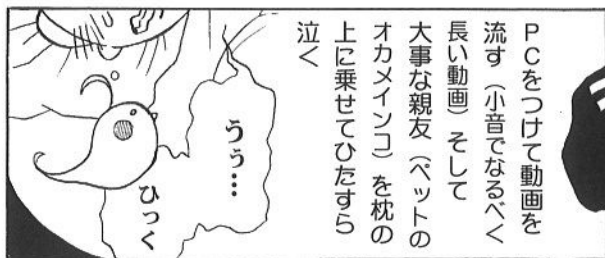 PCをつけて動画を
流す（小音でなるべく
長い動画）そして
大事な親友（ペットの
オカメインコ）を枕の
上に乗せてひたすら
泣く
うぅ…
ひっく